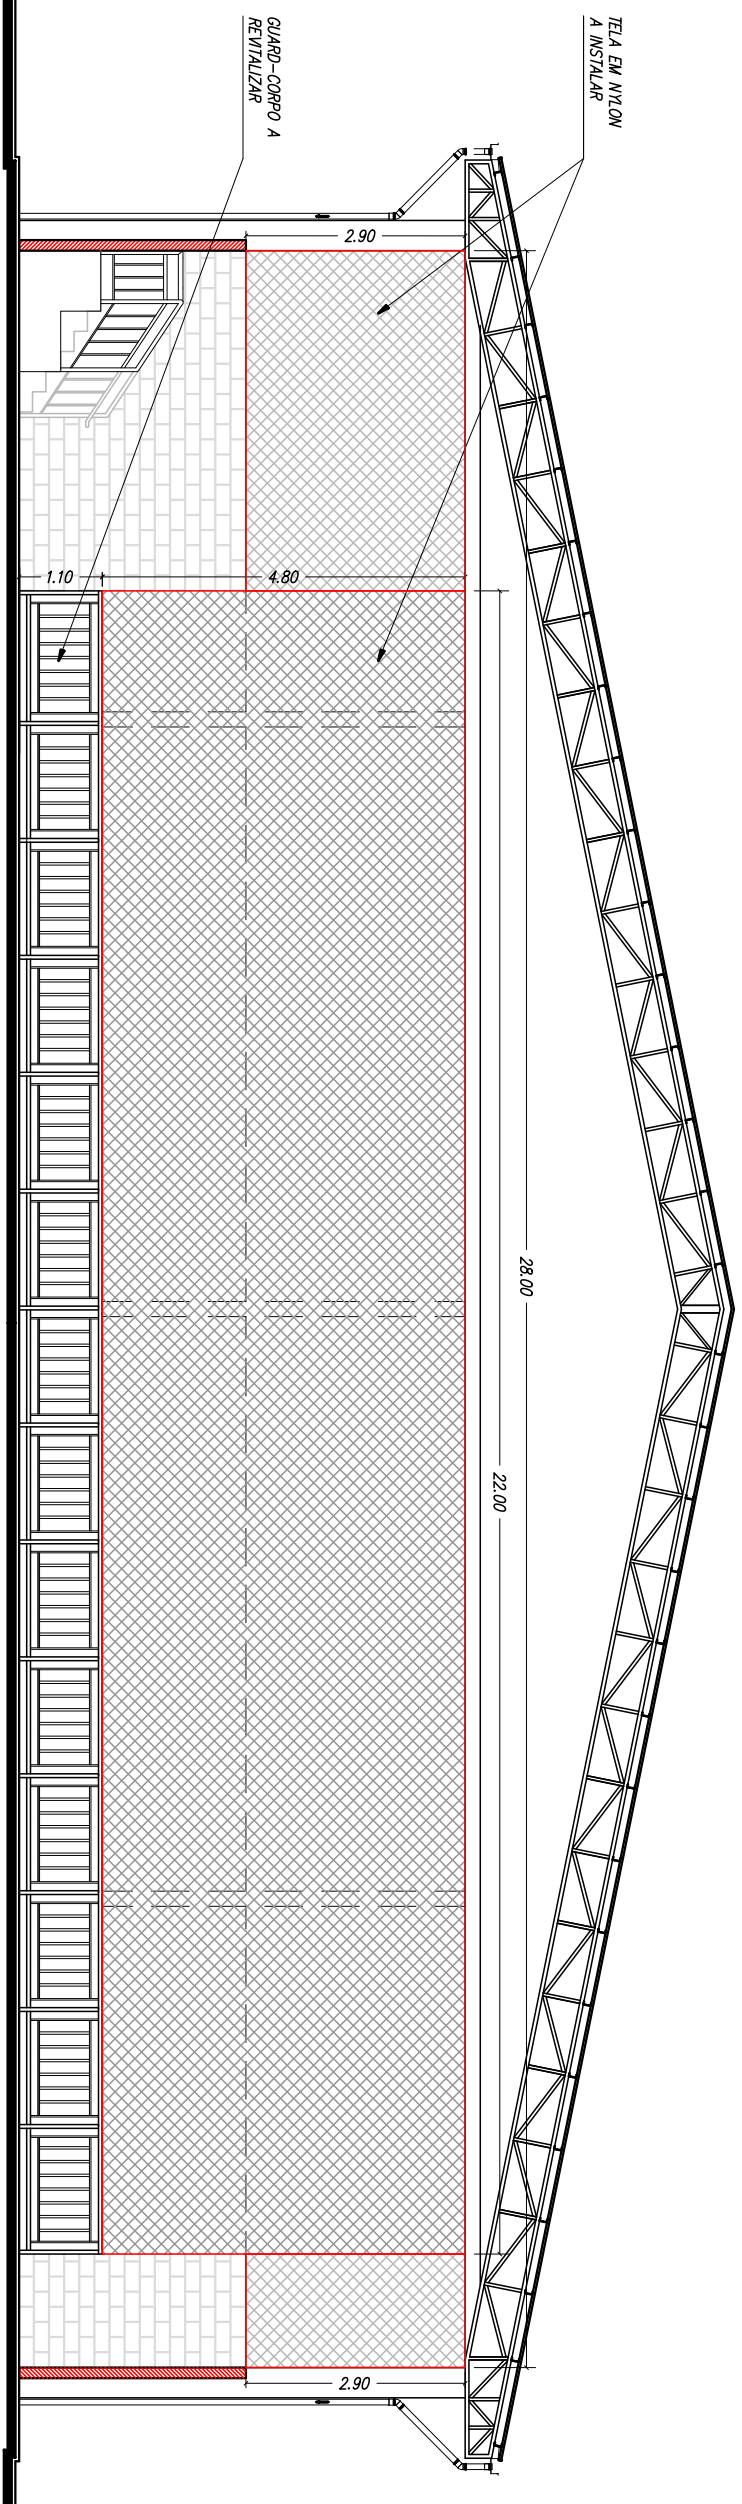 TELA EM NYLON
A INSTALAR
GUARD-CORPO A
REVITALIZAR
2.90
1.10
4.80
28.00
22.00
2.90